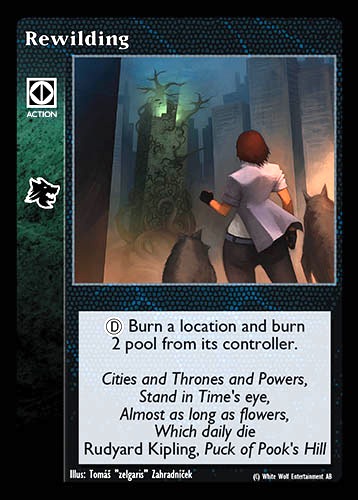 Rewilding
ACTION
Ⓓ Burn a location and burn
2 pool from its controller.
Cities and Thrones and Powers,
Stand in Time's eye,
Almost as long as flowers,
Which daily die
Rudyard Kipling, Puck of Pook's Hill
Illus: Tomáš "zelgaris" Zahradníček
(C) White Wolf Entertainment AB